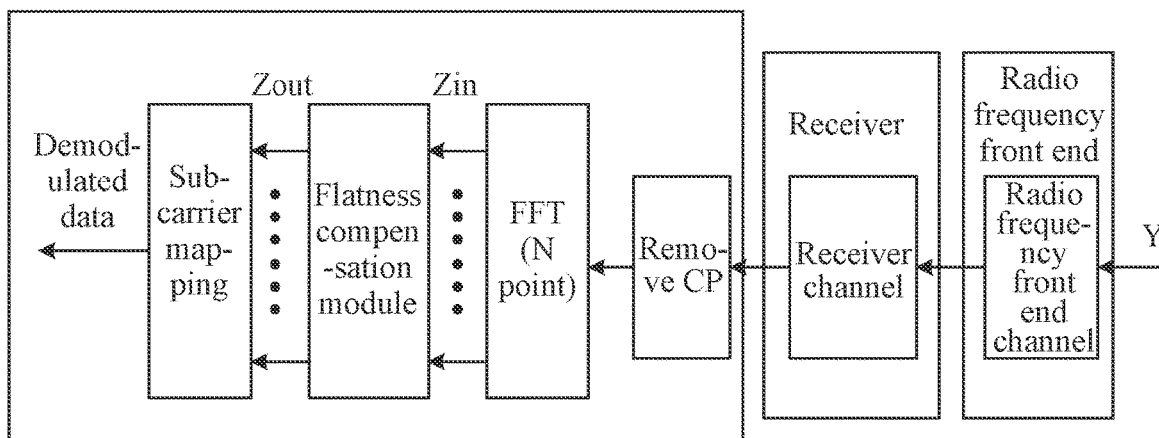 Zout
Zin
Demod-
ulated
data
Sub-
carrier
map-
ping
Flatness
compen
-sation
module
FFT
(N
point)
Remo-
ve CP
Receiver
Receiver
channel
Radio
frequency
front end
Radio
freque-
ncy
front
end
channel
Y